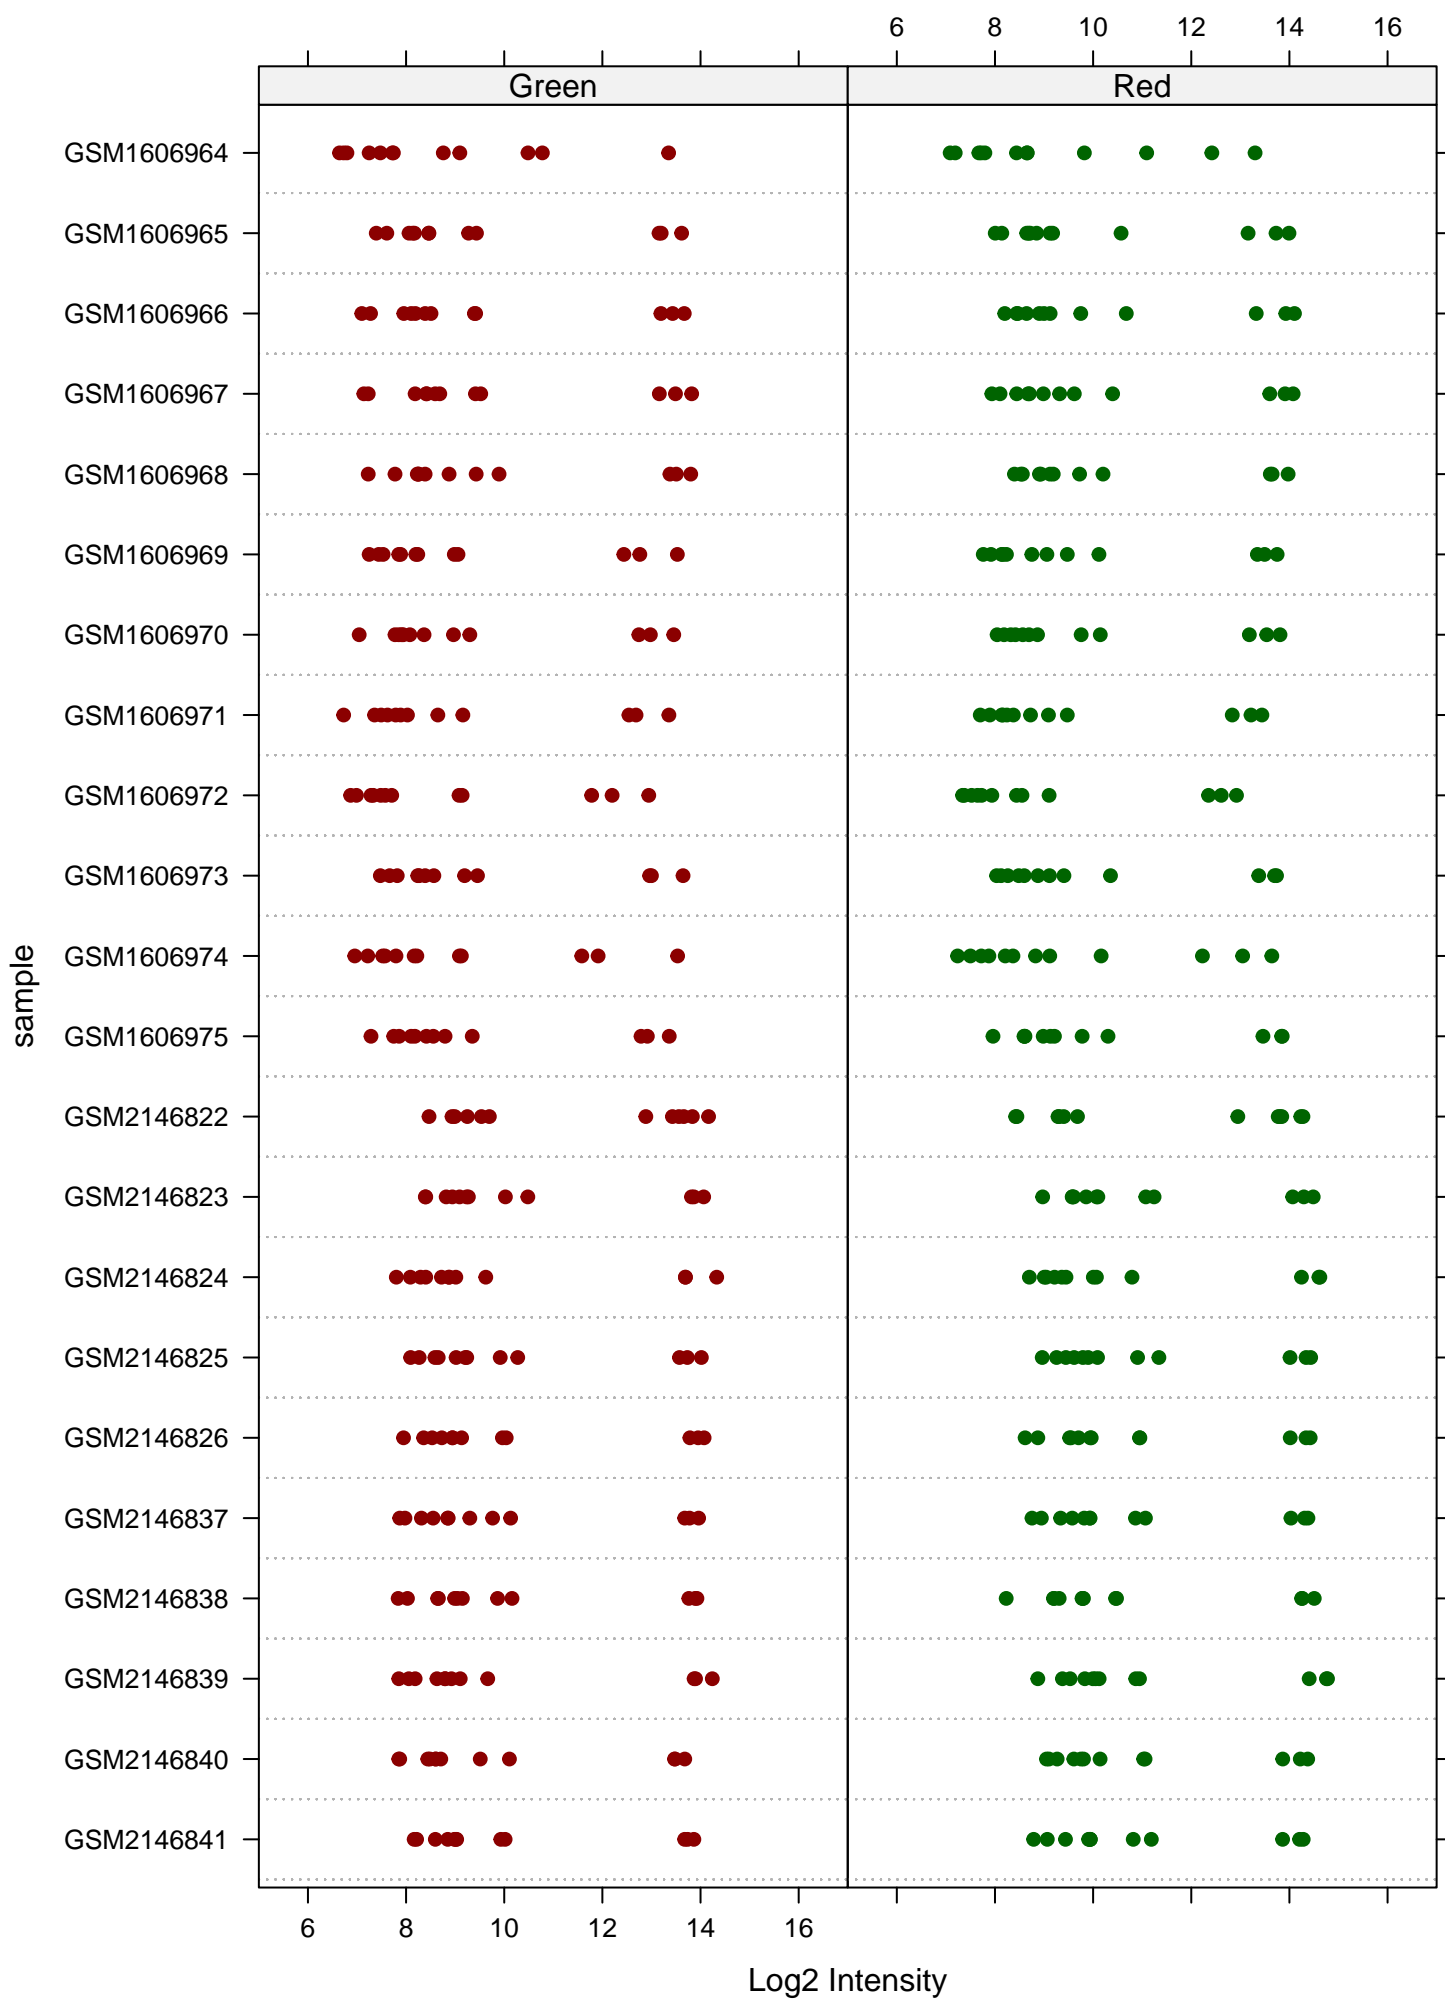 6 8 10 12 14 16
Green Red
GSM1606964
GSM1606965
GSM1606966
GSM1606967
GSM1606968
GSM1606969
GSM1606970
GSM1606971
GSM1606972
GSM1606973
GSM1606974
GSM1606975
GSM2146822
GSM2146823
GSM2146824
GSM2146825
GSM2146826
GSM2146837
GSM2146838
GSM2146839
GSM2146840
GSM2146841
sample
6 8 10 12 14 16
Log2 Intensity